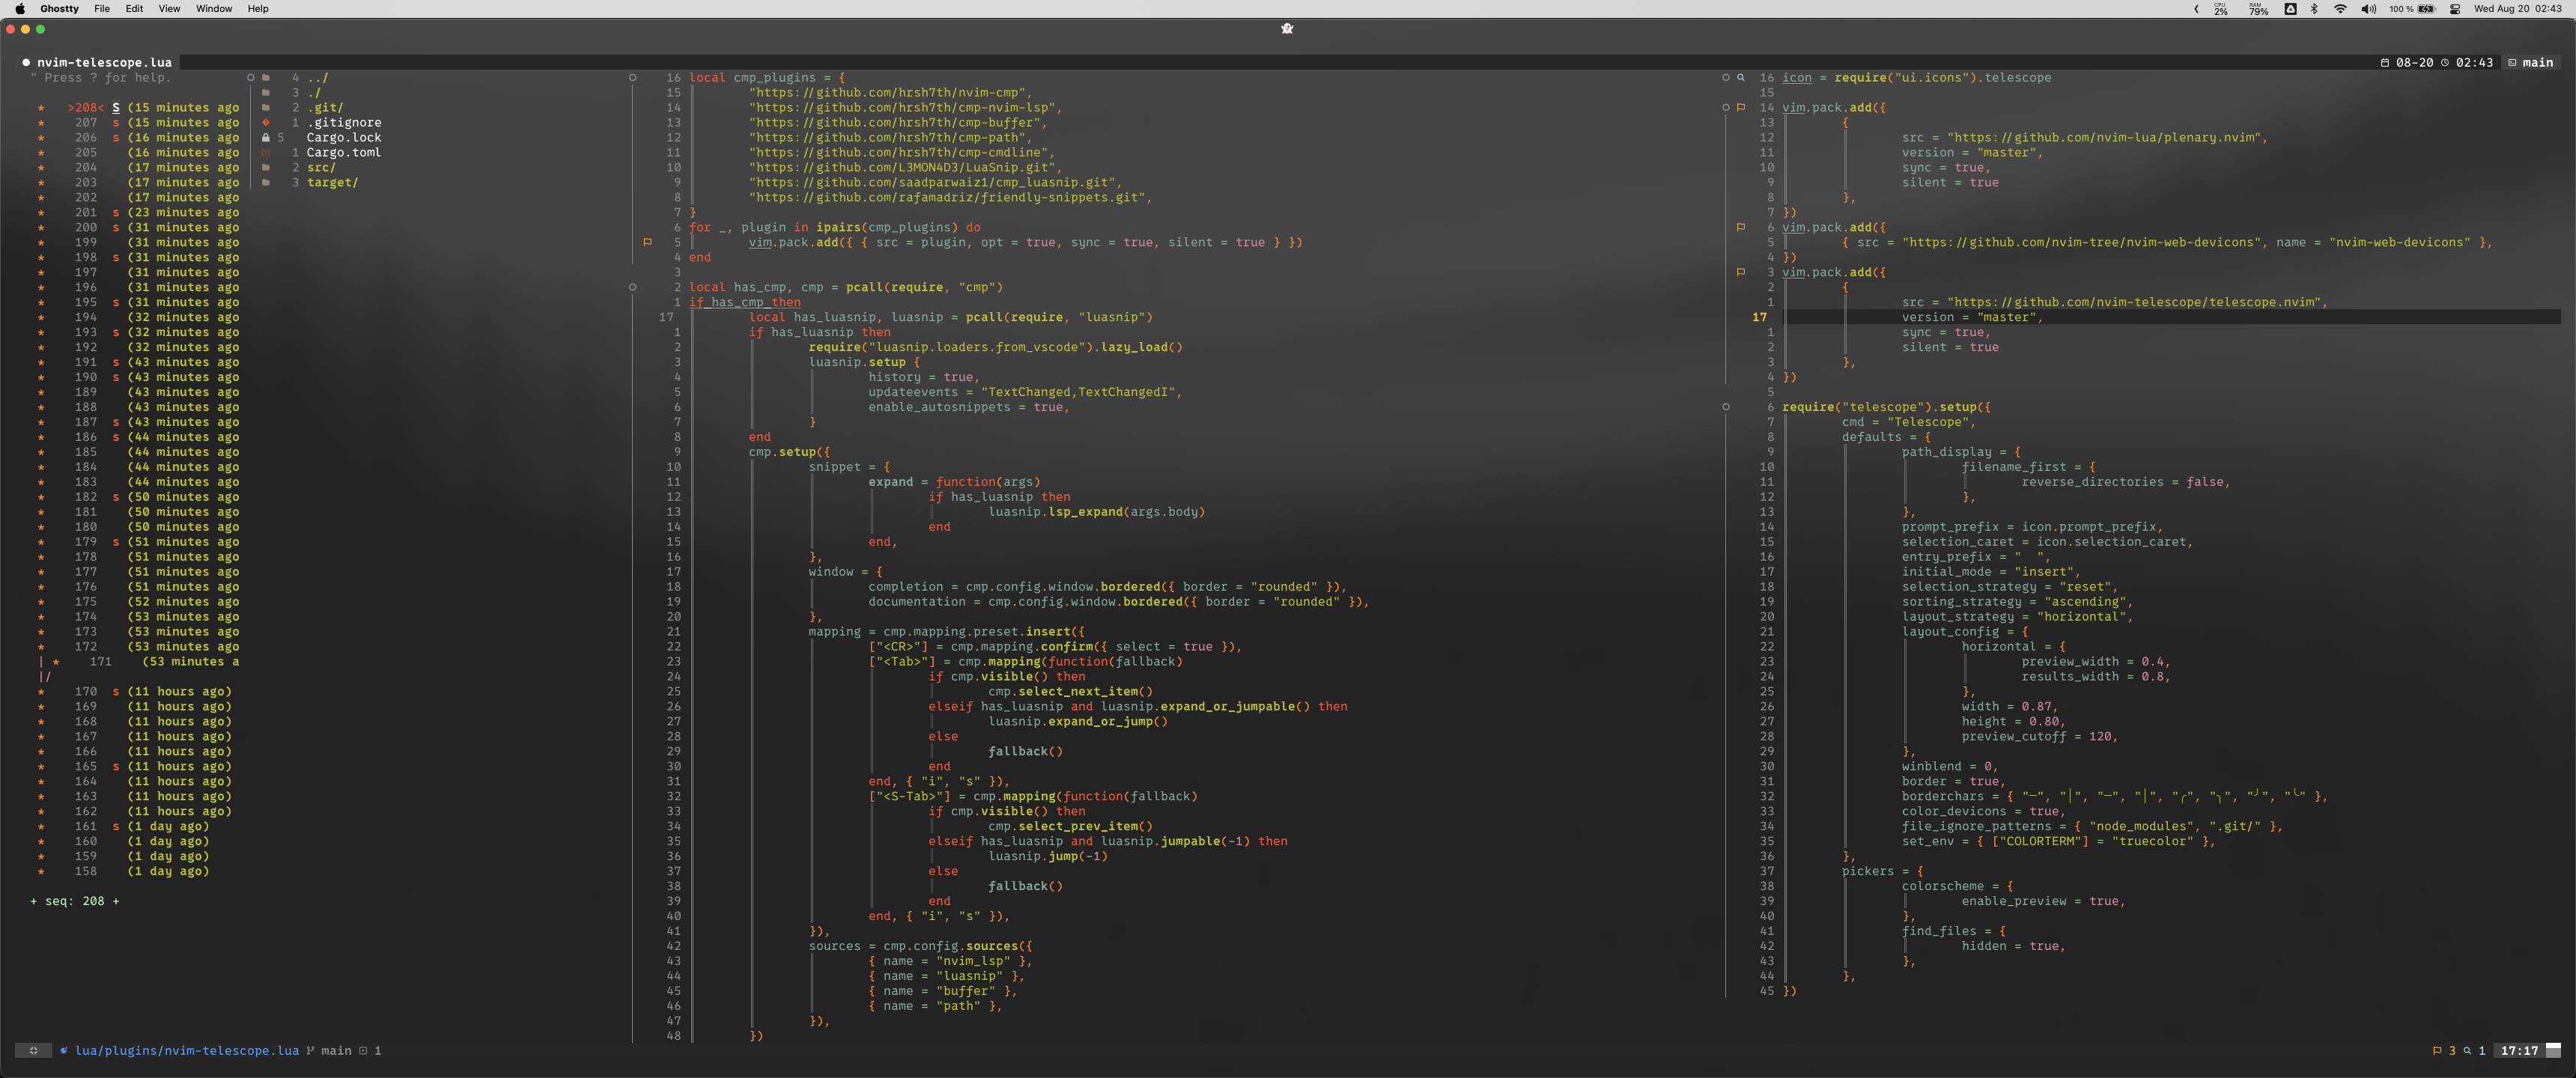 Ghostty File Edit View Window Help
CPU 2% RAM 79% 100 % Wed Aug 20 02:43
nvim-telescope.lua
08-20 02:43 main
" Press ? for help.
* >208< S (15 minutes ago
* 207 s (15 minutes ago
* 206 s (16 minutes ago
* 205 (16 minutes ago
* 204 (17 minutes ago
* 203 (17 minutes ago
* 202 (17 minutes ago
* 201 s (23 minutes ago
* 200 s (31 minutes ago
* 199 (31 minutes ago
* 198 s (31 minutes ago
* 197 (31 minutes ago
* 196 (31 minutes ago
* 195 s (31 minutes ago
* 194 (32 minutes ago
* 193 s (32 minutes ago
* 192 (32 minutes ago
* 191 s (43 minutes ago
* 190 s (43 minutes ago
* 189 (43 minutes ago
* 188 (43 minutes ago
* 187 s (43 minutes ago
* 186 s (44 minutes ago
* 185 (44 minutes ago
* 184 (44 minutes ago
* 183 (44 minutes ago
* 182 s (50 minutes ago
* 181 (50 minutes ago
* 180 (50 minutes ago
* 179 s (51 minutes ago
* 178 (51 minutes ago
* 177 (51 minutes ago
* 176 (51 minutes ago
* 175 (52 minutes ago
* 174 (53 minutes ago
* 173 (53 minutes ago
* 172 (53 minutes ago
| * 171 (53 minutes a
|/
* 170 s (11 hours ago)
* 169 (11 hours ago)
* 168 (11 hours ago)
* 167 (11 hours ago)
* 166 (11 hours ago)
* 165 s (11 hours ago)
* 164 (11 hours ago)
* 163 (11 hours ago)
* 162 (11 hours ago)
* 161 s (1 day ago)
* 160 (1 day ago)
* 159 (1 day ago)
* 158 (1 day ago)
+ seq: 208 +
4 ../
3 ./
2 .git/
1 .gitignore
5 Cargo.lock
1 Cargo.toml
2 src/
3 target/
16 local cmp_plugins = {
15 "https://github.com/hrsh7th/nvim-cmp",
14 "https://github.com/hrsh7th/cmp-nvim-lsp",
13 "https://github.com/hrsh7th/cmp-buffer",
12 "https://github.com/hrsh7th/cmp-path",
11 "https://github.com/hrsh7th/cmp-cmdline",
10 "https://github.com/L3MON4D3/LuaSnip.git",
9 "https://github.com/saadparwaiz1/cmp_luasnip.git",
8 "https://github.com/rafamadriz/friendly-snippets.git",
7 }
6 for _, plugin in ipairs(cmp_plugins) do
5 vim.pack.add({ { src = plugin, opt = true, sync = true, silent = true } })
4 end
3
2 local has_cmp, cmp = pcall(require, "cmp")
1 if has_cmp then
17 local has_luasnip, luasnip = pcall(require, "luasnip")
1 if has_luasnip then
2 require("luasnip.loaders.from_vscode").lazy_load()
3 luasnip.setup {
4 history = true,
5 updateevents = "TextChanged,TextChangedI",
6 enable_autosnippets = true,
7 }
8 end
9 cmp.setup({
10 snippet = {
11 expand = function(args)
12 if has_luasnip then
13 luasnip.lsp_expand(args.body)
14 end
15 end,
16 },
17 window = {
18 completion = cmp.config.window.bordered({ border = "rounded" }),
19 documentation = cmp.config.window.bordered({ border = "rounded" }),
20 },
21 mapping = cmp.mapping.preset.insert({
22 ["<CR>"] = cmp.mapping.confirm({ select = true }),
23 ["<Tab>"] = cmp.mapping(function(fallback)
24 if cmp.visible() then
25 cmp.select_next_item()
26 elseif has_luasnip and luasnip.expand_or_jumpable() then
27 luasnip.expand_or_jump()
28 else
29 fallback()
30 end
31 end, { "i", "s" }),
32 ["<S-Tab>"] = cmp.mapping(function(fallback)
33 if cmp.visible() then
34 cmp.select_prev_item()
35 elseif has_luasnip and luasnip.jumpable(-1) then
36 luasnip.jump(-1)
37 else
38 fallback()
39 end
40 end, { "i", "s" }),
41 }),
42 sources = cmp.config.sources({
43 { name = "nvim_lsp" },
44 { name = "luasnip" },
45 { name = "buffer" },
46 { name = "path" },
47 }),
48 })
16 icon = require("ui.icons").telescope
15
14 vim.pack.add({
13 {
12 src = "https://github.com/nvim-lua/plenary.nvim",
11 version = "master",
10 sync = true,
9 silent = true
8 },
7 })
6 vim.pack.add({
5 { src = "https://github.com/nvim-tree/nvim-web-devicons", name = "nvim-web-devicons" },
4 })
3 vim.pack.add({
2 {
1 src = "https://github.com/nvim-telescope/telescope.nvim",
17 version = "master",
1 sync = true,
2 silent = true
3 },
4 })
5
6 require("telescope").setup({
7 cmd = "Telescope",
8 defaults = {
9 path_display = {
10 filename_first = {
11 reverse_directories = false,
12 },
13 },
14 prompt_prefix = icon.prompt_prefix,
15 selection_caret = icon.selection_caret,
16 entry_prefix = "  ",
17 initial_mode = "insert",
18 selection_strategy = "reset",
19 sorting_strategy = "ascending",
20 layout_strategy = "horizontal",
21 layout_config = {
22 horizontal = {
23 preview_width = 0.4,
24 results_width = 0.8,
25 },
26 width = 0.87,
27 height = 0.80,
28 preview_cutoff = 120,
29 },
30 winblend = 0,
31 border = true,
32 borderchars = { "─", "│", "─", "│", "╭", "╮", "╯", "╰" },
33 color_devicons = true,
34 file_ignore_patterns = { "node_modules", ".git/" },
35 set_env = { ["COLORTERM"] = "truecolor" },
36 },
37 pickers = {
38 colorscheme = {
39 enable_preview = true,
40 },
41 find_files = {
42 hidden = true,
43 },
44 },
45 })
lua/plugins/nvim-telescope.lua main 1
3 1 17:17